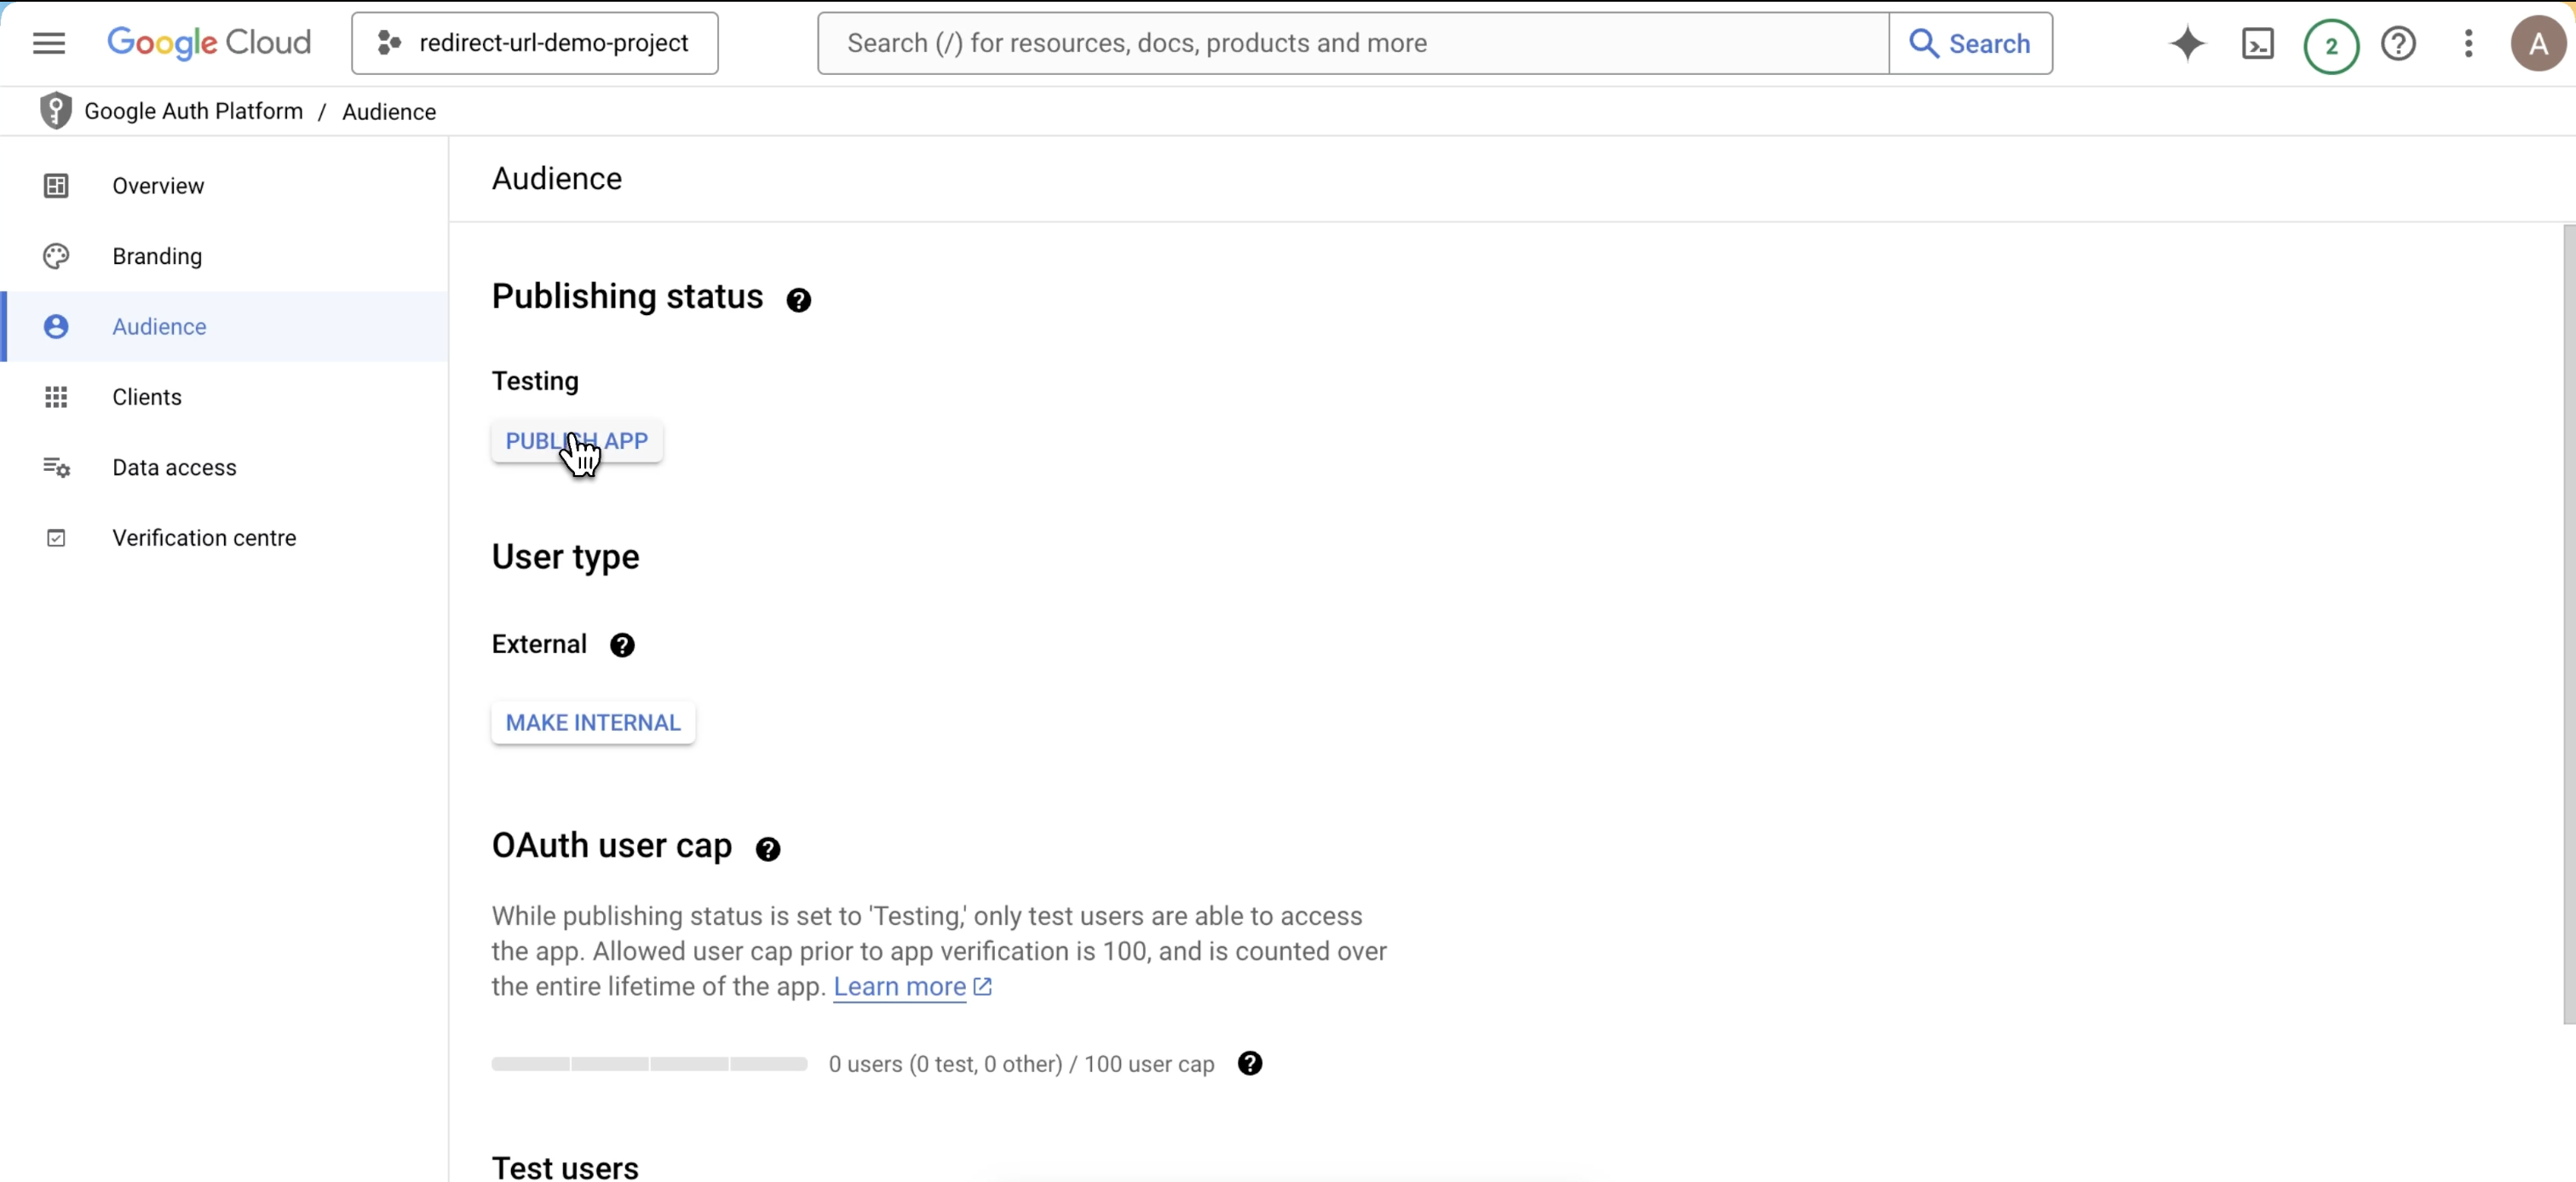 Google Cloud
redirect-url-demo-project
Search (/) for resources, docs, products and more
Search
2
A
Google Auth Platform / Audience
Overview
Branding
Audience
Clients
Data access
Verification centre
Audience
Publishing status
Testing
PUBLISH APP
User type
External
MAKE INTERNAL
OAuth user cap
While publishing status is set to 'Testing,' only test users are able to access
the app. Allowed user cap prior to app verification is 100, and is counted over
the entire lifetime of the app. Learn more
0 users (0 test, 0 other) / 100 user cap
Test users